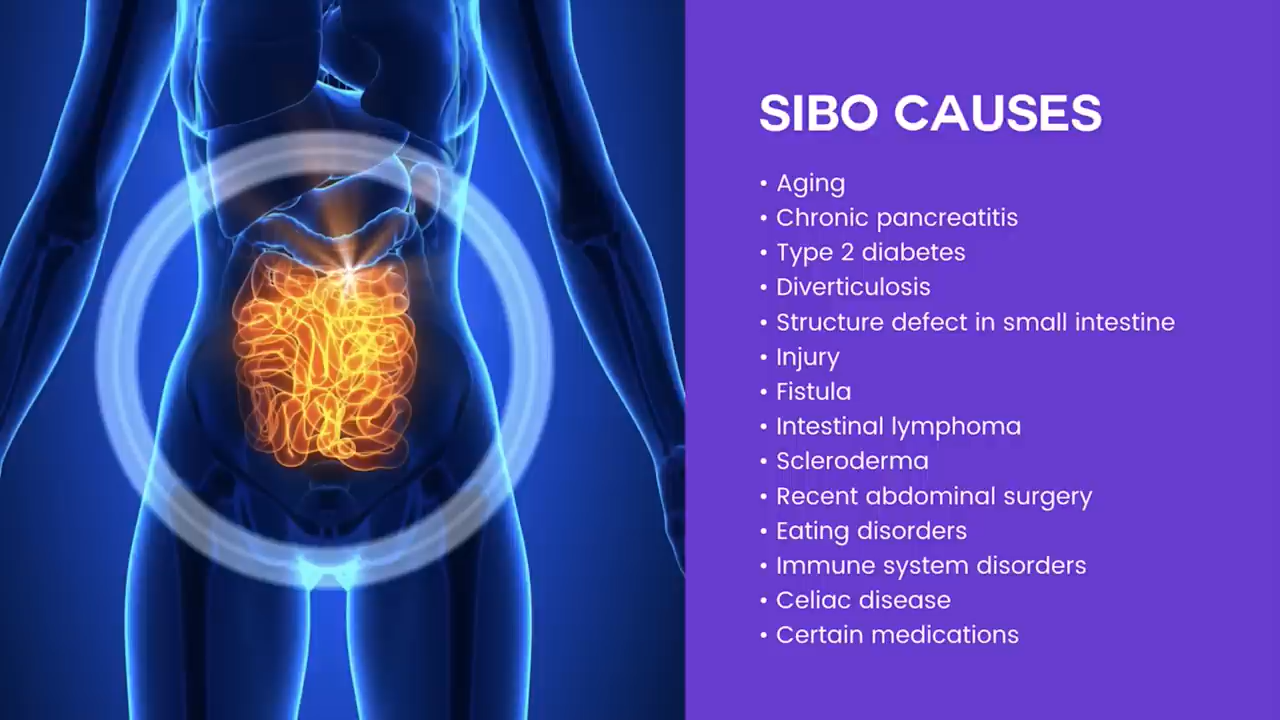 SIBO CAUSES
• Aging
• Chronic pancreatitis
• Type 2 diabetes
• Diverticulosis
• Structure defect in small intestine
• Injury
• Fistula
• Intestinal lymphoma
• Scleroderma
• Recent abdominal surgery
• Eating disorders
• Immune system disorders
• Celiac disease
• Certain medications